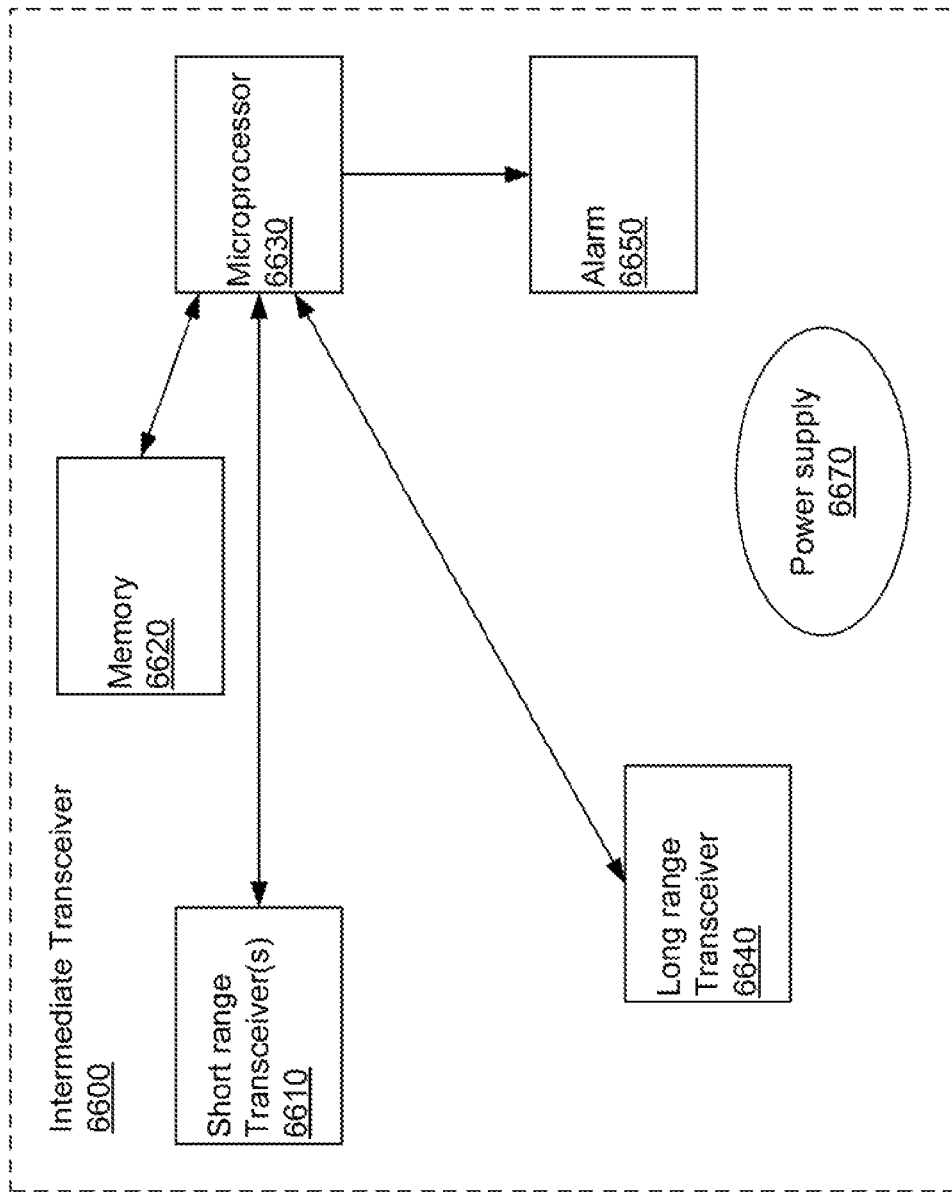 Intermediate Transceiver
6600
Short range
Transceiver(s)
6610
Memory
6620
Microprocessor
6630
Long range
Transceiver
6640
Alarm
6650
Power supply
6670